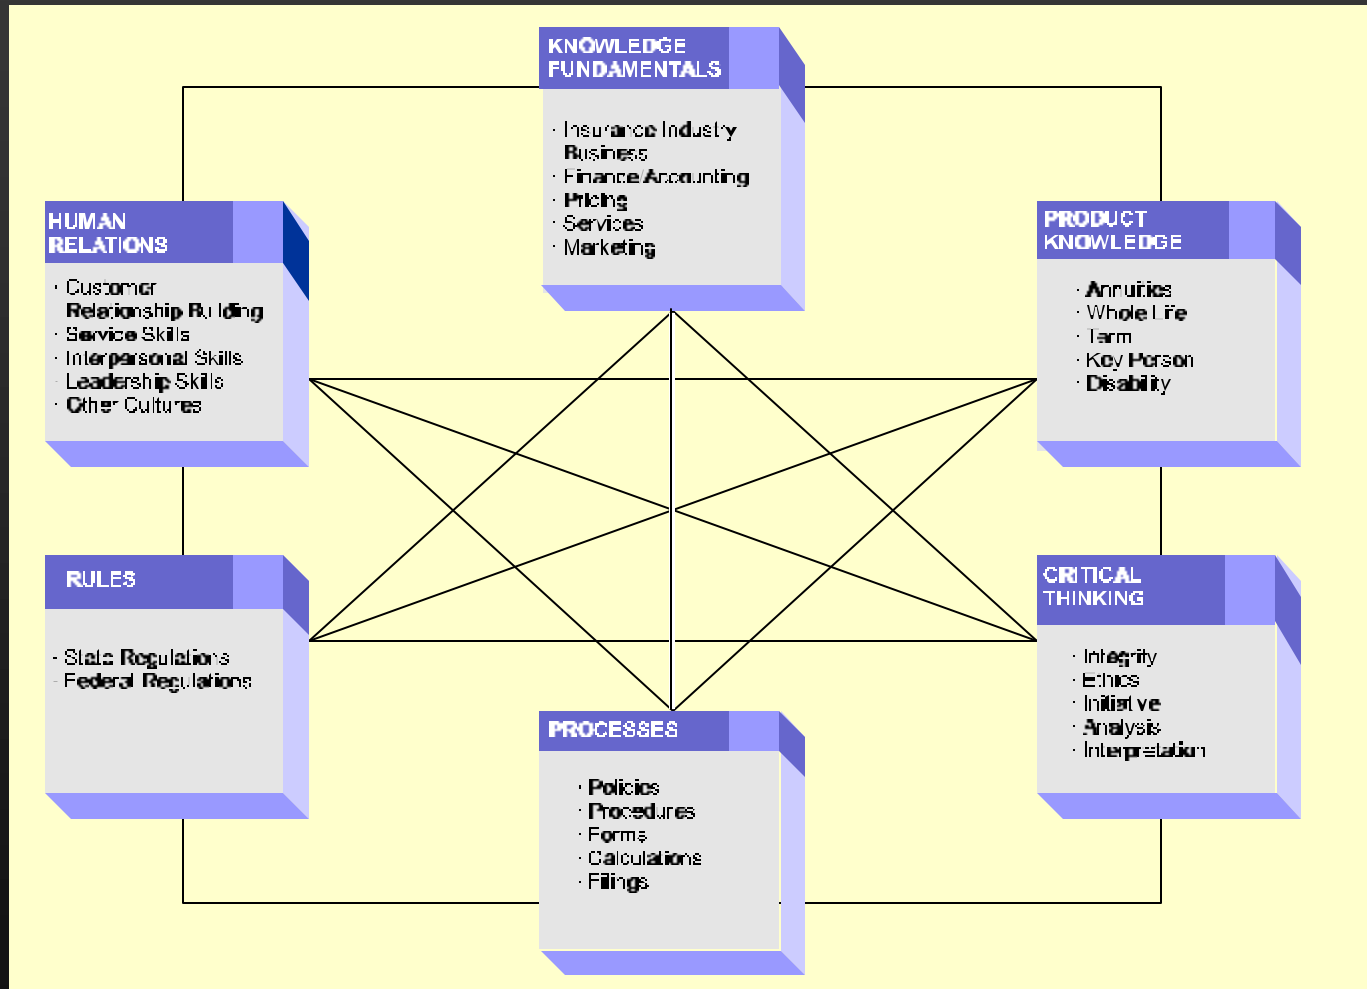 KNOWLEDGE
FUNDAMENTALS
· Insurance Industry
Business
· Finance/Accounting
· Pricing
· Services
· Marketing
HUMAN
RELATIONS
· Customer
Relationship Building
· Service Skills
· Interpersonal Skills
· Leadership Skills
· Other Cultures
PRODUCT
KNOWLEDGE
· Annuities
· Whole Life
· Term
· Key Person
· Disability
RULES
· State Regulations
· Federal Regulations
CRITICAL
THINKING
· Integrity
· Ethics
· Initiative
· Analysis
· Interpretation
PROCESSES
· Policies
· Procedures
· Forms
· Calculations
· Filings